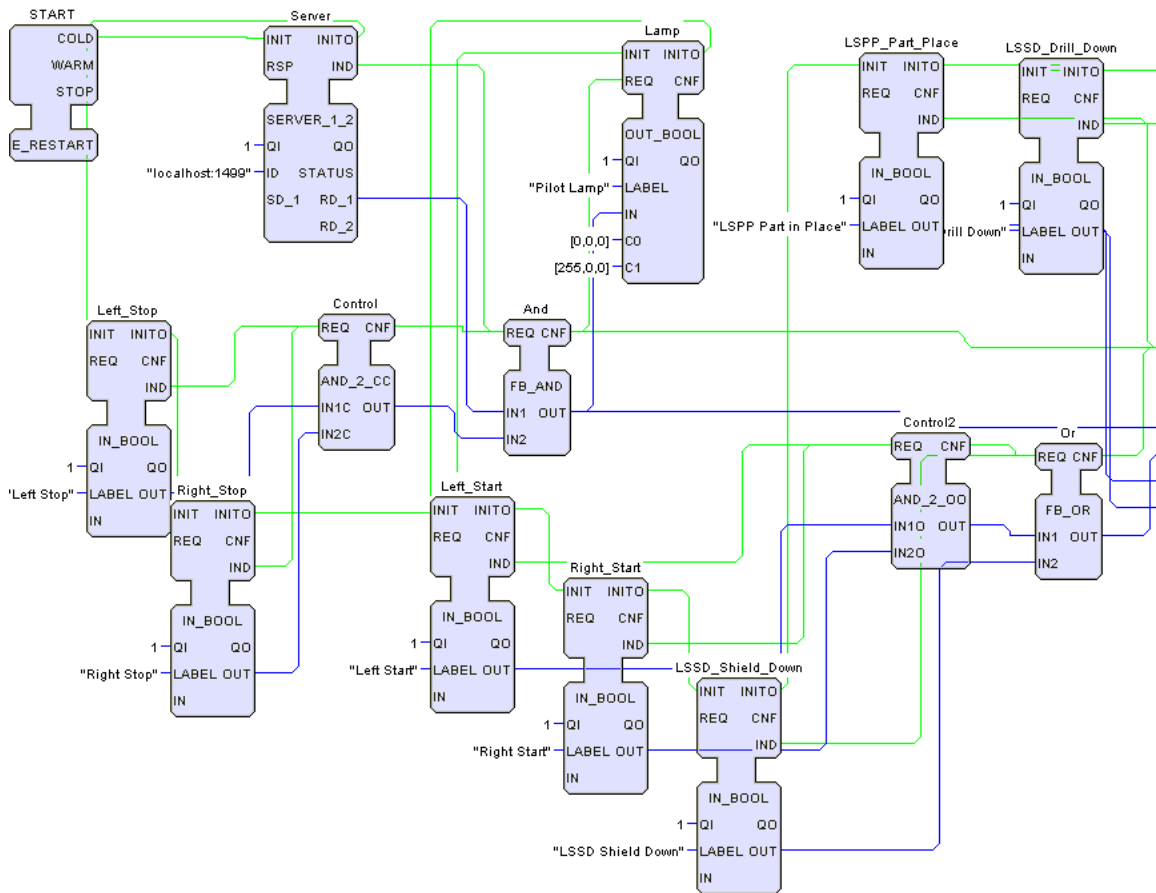 START
COLD
WARM
STOP
E_RESTART
Server
INIT INITO
RSP IND
SERVER_1_2
1 QI QO
"localhost:1499" ID STATUS
SD_1 RD_1
RD_2
Lamp
INIT INITO
REQ CNF
OUT_BOOL
1 QI QO
"Pilot Lamp" LABEL
IN
[0,0,0] C0
[255,0,0] C1
LSPP_Part_Place
INIT INITO
REQ CNF
IND
IN_BOOL
1 QI QO
"LSPP Part in Place" LABEL OUT
IN
LSSD_Drill_Down
INIT INITO
REQ CNF
IND
IN_BOOL
1 QI QO
rill Down" LABEL OUT
IN
Left_Stop
INIT INITO
REQ CNF
IND
IN_BOOL
1 QI QO
"Left Stop" LABEL OUT
IN
Control
REQ CNF
AND_2_CC
IN1C OUT
IN2C
And
REQ CNF
FB_AND
IN1 OUT
IN2
Right_Stop
INIT INITO
REQ CNF
IND
IN_BOOL
1 QI QO
"Right Stop" LABEL OUT
IN
Left_Start
INIT INITO
REQ CNF
IND
IN_BOOL
1 QI QO
"Left Start" LABEL OUT
IN
Control2
REQ CNF
AND_2_OO
IN1O OUT
IN2O
Or
REQ CNF
FB_OR
IN1 OUT
IN2
Right_Start
INIT INITO
REQ CNF
IND
IN_BOOL
1 QI QO
"Right Start" LABEL OUT
IN
LSSD_Shield_Down
INIT INITO
REQ CNF
IND
IN_BOOL
1 QI QO
"LSSD Shield Down" LABEL OUT
IN